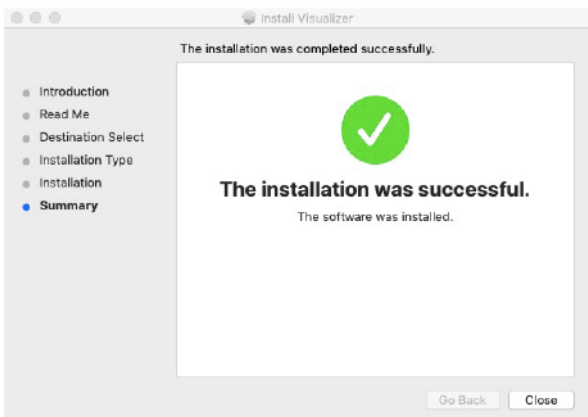 Install Visualizer
The installation was completed successfully.
Introduction
Read Me
Destination Select
Installation Type
Installation
Summary
The installation was successful.
The software was installed.
Go Back
Close